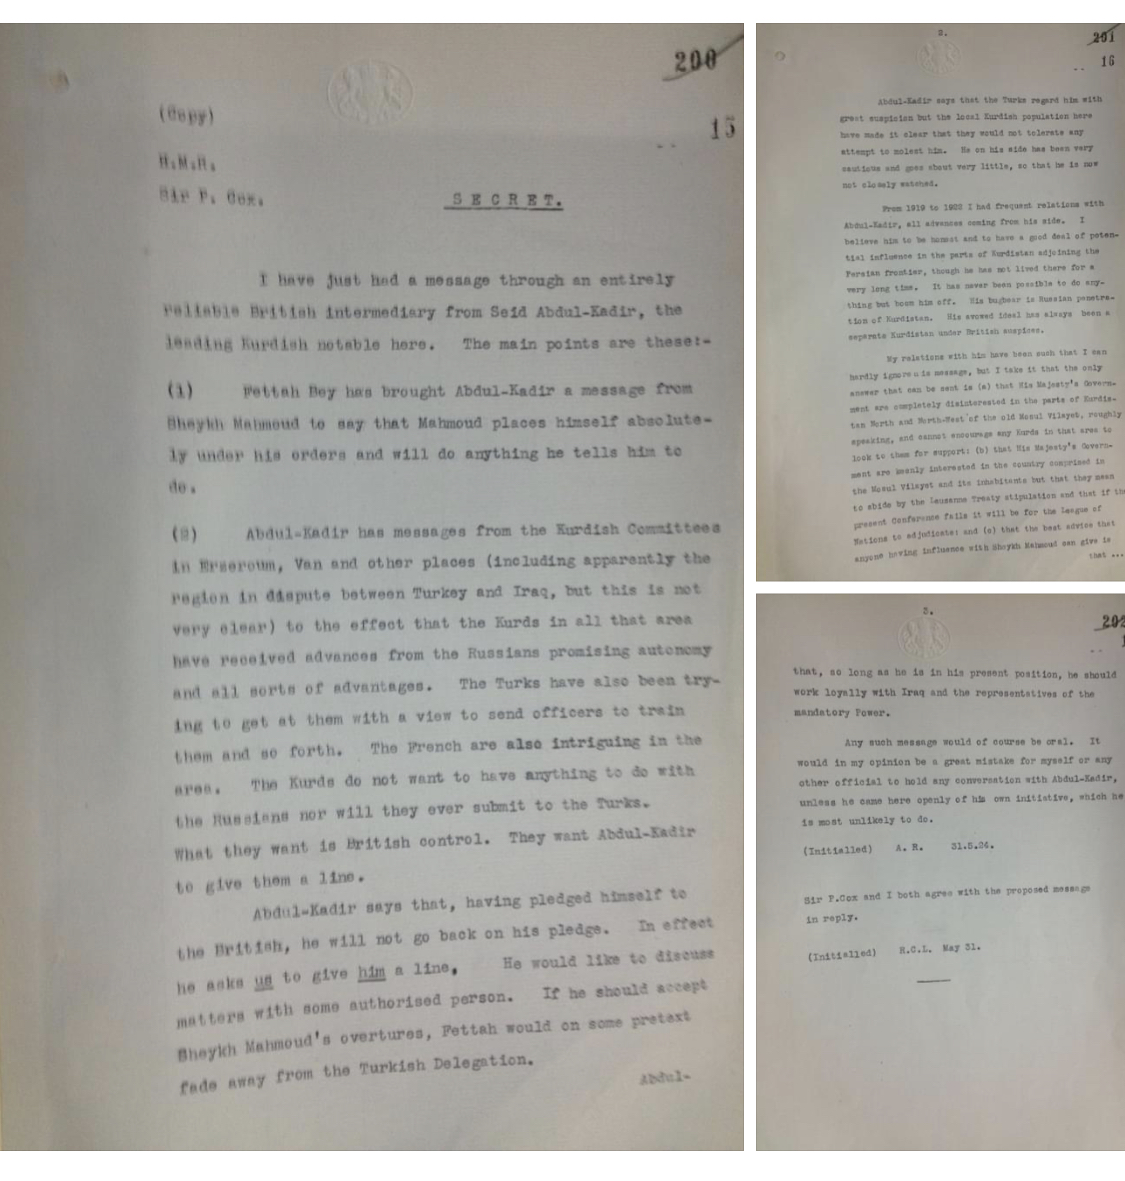 200
15
(Copy)
H.M.R.
Sir P. Cox.
SECRET.
I have just had a message through an entirely
reliable British intermediary from Seid Abdul-Kadir, the
leading Kurdish notable here. The main points are these:-
(1) Fettah Bey has brought Abdul-Kadir a message from
Sheykh Mahmoud to say that Mahmoud places himself absolute-
ly under his orders and will do anything he tells him to
do.
(2) Abdul-Kadir has messages from the Kurdish Committees
in Erzeroum, Van and other places (including apparently the
region in dispute between Turkey and Iraq, but this is not
very clear) to the effect that the Kurds in all that area
have received advances from the Russians promising autonomy
and all sorts of advantages. The Turks have also been try-
ing to get at them with a view to send officers to train
them and so forth. The French are also intriguing in the
area. The Kurds do not want to have anything to do with
the Russians nor will they ever submit to the Turks.
What they want is British control. They want Abdul-Kadir
to give them a line.
Abdul-Kadir says that, having pledged himself to
the British, he will not go back on his pledge. In effect
he asks us to give him a line. He would like to discuss
matters with some authorised person. If he should accept
Sheykh Mahmoud's overtures, Fettah would on some pretext
fade away from the Turkish Delegation.
Abdul-
2.
201
16
Abdul-Kadir says that the Turks regard him with
great suspicion but the local Kurdish population here
have made it clear that they would not tolerate any
attempt to molest him. He on his side has been very
cautious and goes about very little, so that he is now
not closely watched.
From 1919 to 1922 I had frequent relations with
Abdul-Kadir, all advances coming from his side. I
believe him to be honest and to have a good deal of poten-
tial influence in the parts of Kurdistan adjoining the
Persian frontier, though he has not lived there for a
very long time. It has never been possible to do any-
thing but boom him off. His bugbear is Russian penetra-
tion of Kurdistan. His avowed ideal has always been a
separate Kurdistan under British auspices.
My relations with him have been such that I can
hardly ignore his message, but I take it that the only
answer that can be sent is (a) that His Majesty's Govern-
ment are completely disinterested in the parts of Kurdis-
tan North and North-West of the old Mosul Vilayet, roughly
speaking, and cannot encourage any Kurds in that area to
look to them for support: (b) that His Majesty's Govern-
ment are keenly interested in the country comprised in
the Mosul Vilayet and its inhabitants but that they mean
to abide by the Lausanne Treaty stipulation and that if the
present Conference fails it will be for the League of
Nations to adjudicate: and (c) that the best advice that
anyone having influence with Sheykh Mahmoud can give is
that ...
3.
202
that, so long as he is in his present position, he should
work loyally with Iraq and the representatives of the
mandatory Power.
Any such message would of course be oral. It
would in my opinion be a great mistake for myself or any
other official to hold any conversation with Abdul-Kadir,
unless he came here openly of his own initiative, which he
is most unlikely to do.
(Initialled) A. R. 31.5.24.
Sir P.Cox and I both agree with the proposed message
in reply.
(Initialled) R.C.L. May 31.